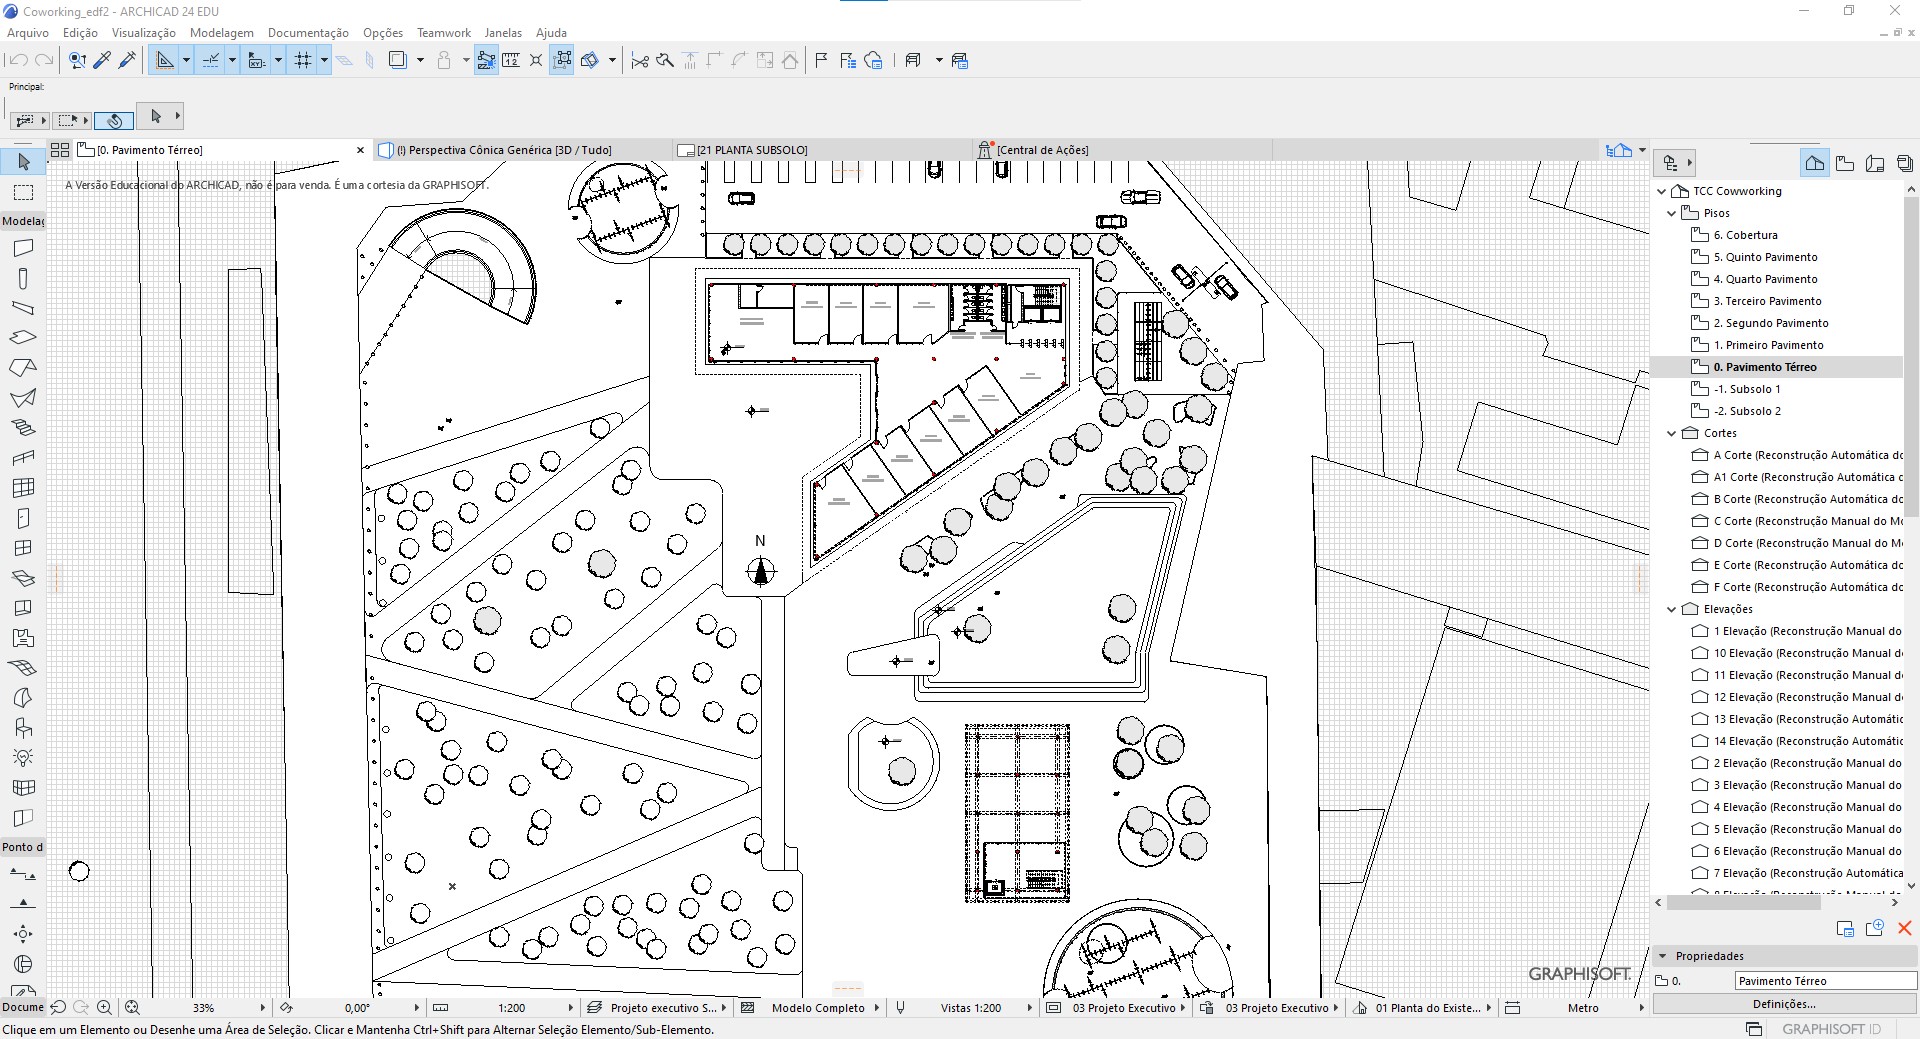 Coworking_edf2 - ARCHICAD 24 EDU
Arquivo Edição Visualização Modelagem Documentação Opções Teamwork Janelas Ajuda
Principal:
[0. Pavimento Térreo]
(!) Perspectiva Cônica Genérica [3D / Tudo]
[21 PLANTA SUBSOLO]
[Central de Ações]
A Versão Educacional do ARCHICAD, não é para venda. É uma cortesia da GRAPHISOFT.
Modelaç
Ponto d
Docume
N
GRAPHISOFT.
TCC Cowworking
Pisos
6. Cobertura
5. Quinto Pavimento
4. Quarto Pavimento
3. Terceiro Pavimento
2. Segundo Pavimento
1. Primeiro Pavimento
0. Pavimento Térreo
-1. Subsolo 1
-2. Subsolo 2
Cortes
A Corte (Reconstrução Automática do
A1 Corte (Reconstrução Automática d
B Corte (Reconstrução Automática do
C Corte (Reconstrução Manual do Mo
D Corte (Reconstrução Manual do Mo
E Corte (Reconstrução Automática do
F Corte (Reconstrução Automática do
Elevações
1 Elevação (Reconstrução Manual do
10 Elevação (Reconstrução Manual do
11 Elevação (Reconstrução Manual do
12 Elevação (Reconstrução Manual do
13 Elevação (Reconstrução Automátic
14 Elevação (Reconstrução Automátic
2 Elevação (Reconstrução Manual do
3 Elevação (Reconstrução Manual do
4 Elevação (Reconstrução Manual do
5 Elevação (Reconstrução Manual do
6 Elevação (Reconstrução Manual do
7 Elevação (Reconstrução Automática
Propriedades
0. Pavimento Térreo
Definições...
33% 0,00° 1:200 Projeto executivo S... Modelo Completo Vistas 1:200 03 Projeto Executivo 03 Projeto Executivo 01 Planta do Existe... Metro
Clique em um Elemento ou Desenhe uma Área de Seleção. Clicar e Mantenha Ctrl+Shift para Alternar Seleção Elemento/Sub-Elemento.
GRAPHISOFT ID